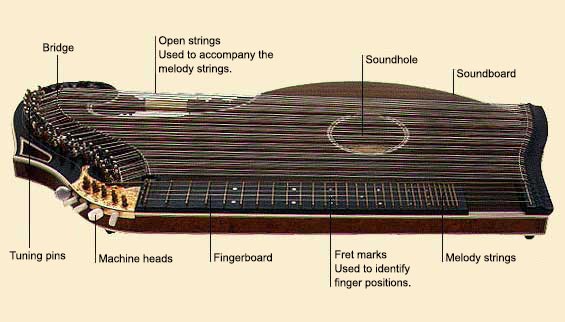 Bridge
Open strings
Used to accompany the
melody strings.
Soundhole
Soundboard
Tuning pins
Machine heads
Fingerboard
Fret marks
Used to identify
finger positions.
Melody strings